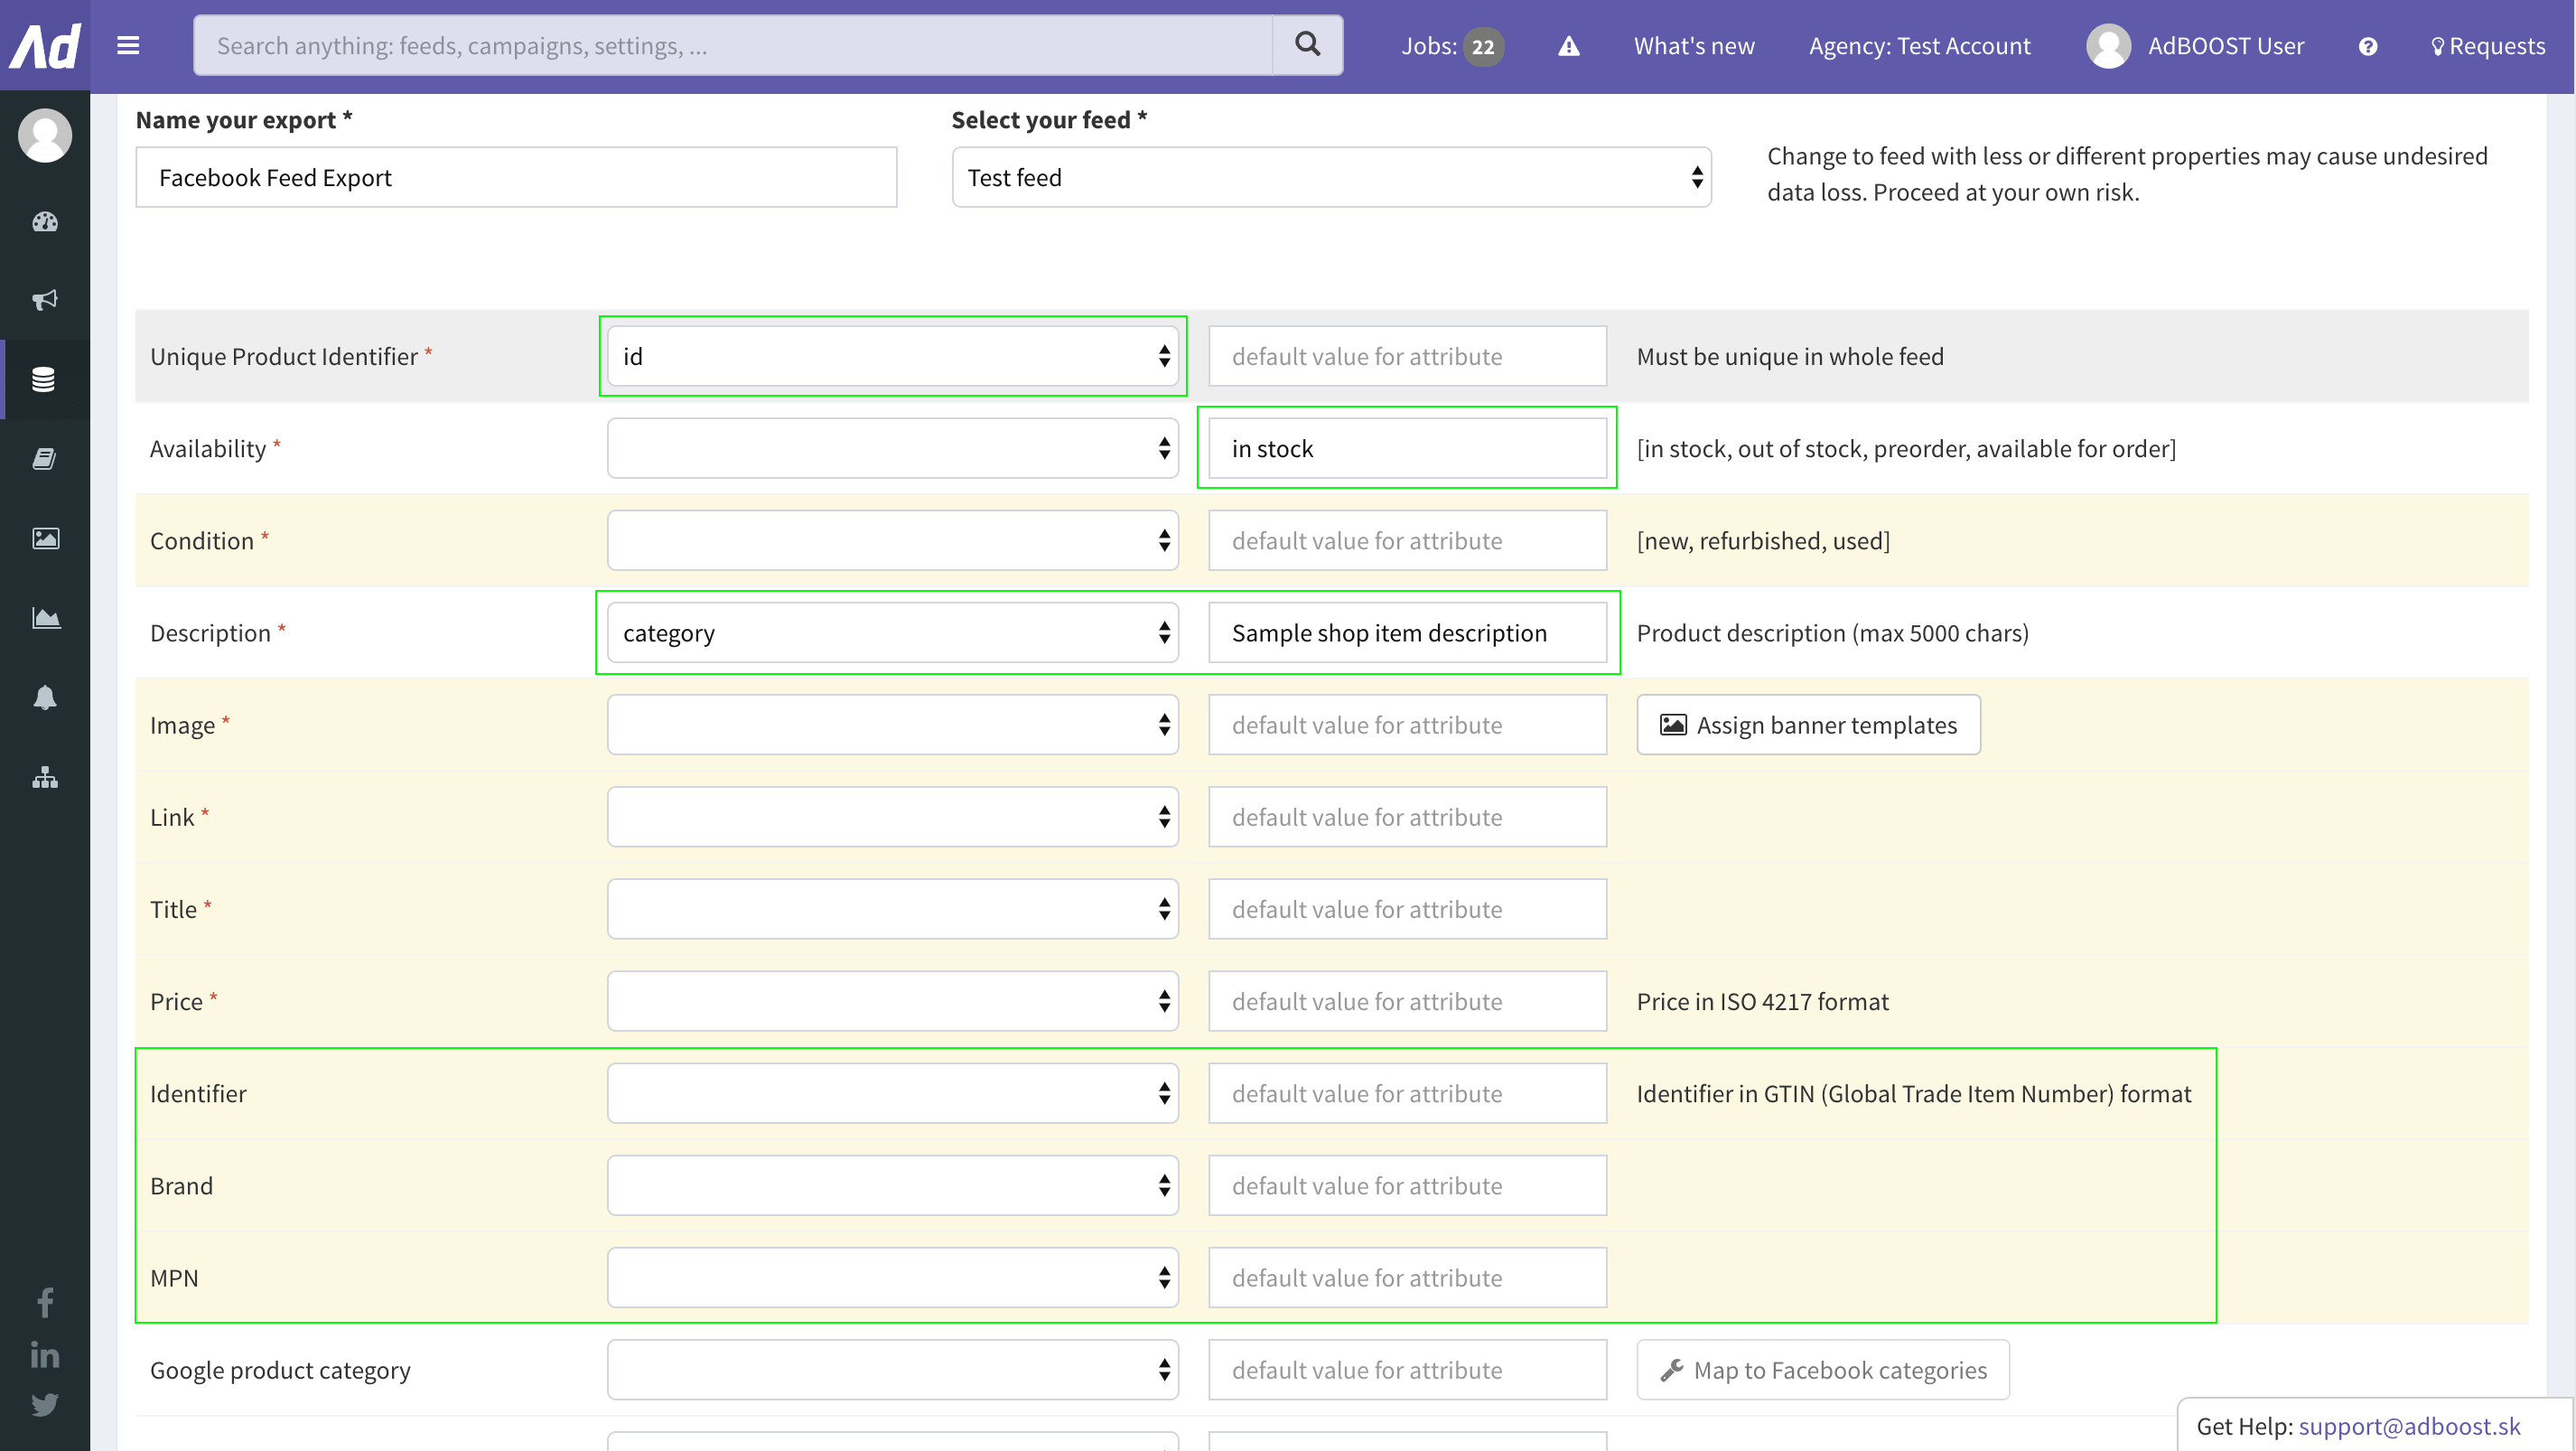 Ad
Search anything: feeds, campaigns, settings, ...
Jobs: 22
What's new
Agency: Test Account
AdBOOST User
Requests
Name your export *
Select your feed *
Facebook Feed Export
Test feed
Change to feed with less or different properties may cause undesired
data loss. Proceed at your own risk.
Unique Product Identifier * id default value for attribute Must be unique in whole feed
Availability * in stock [in stock, out of stock, preorder, available for order]
Condition * default value for attribute [new, refurbished, used]
Description * category Sample shop item description Product description (max 5000 chars)
Image * default value for attribute Assign banner templates
Link * default value for attribute
Title * default value for attribute
Price * default value for attribute Price in ISO 4217 format
Identifier default value for attribute Identifier in GTIN (Global Trade Item Number) format
Brand default value for attribute
MPN default value for attribute
Google product category default value for attribute Map to Facebook categories
Get Help: support@adboost.sk